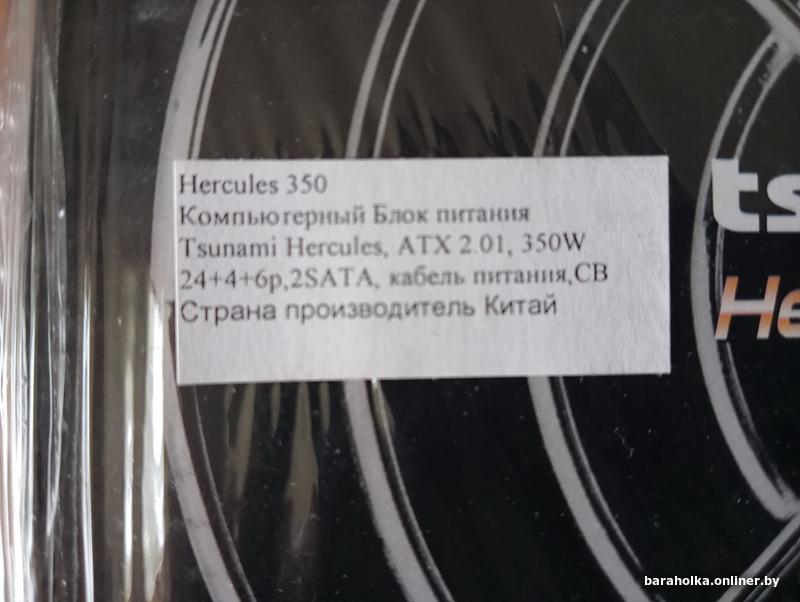 Hercules 350
Компьютерный Блок питания
Tsunami Hercules, ATX 2.01, 350W
24+4+6p,2SATA, кабель питания,CB
Страна производитель Китай
ts
He
baraholka.onliner.by